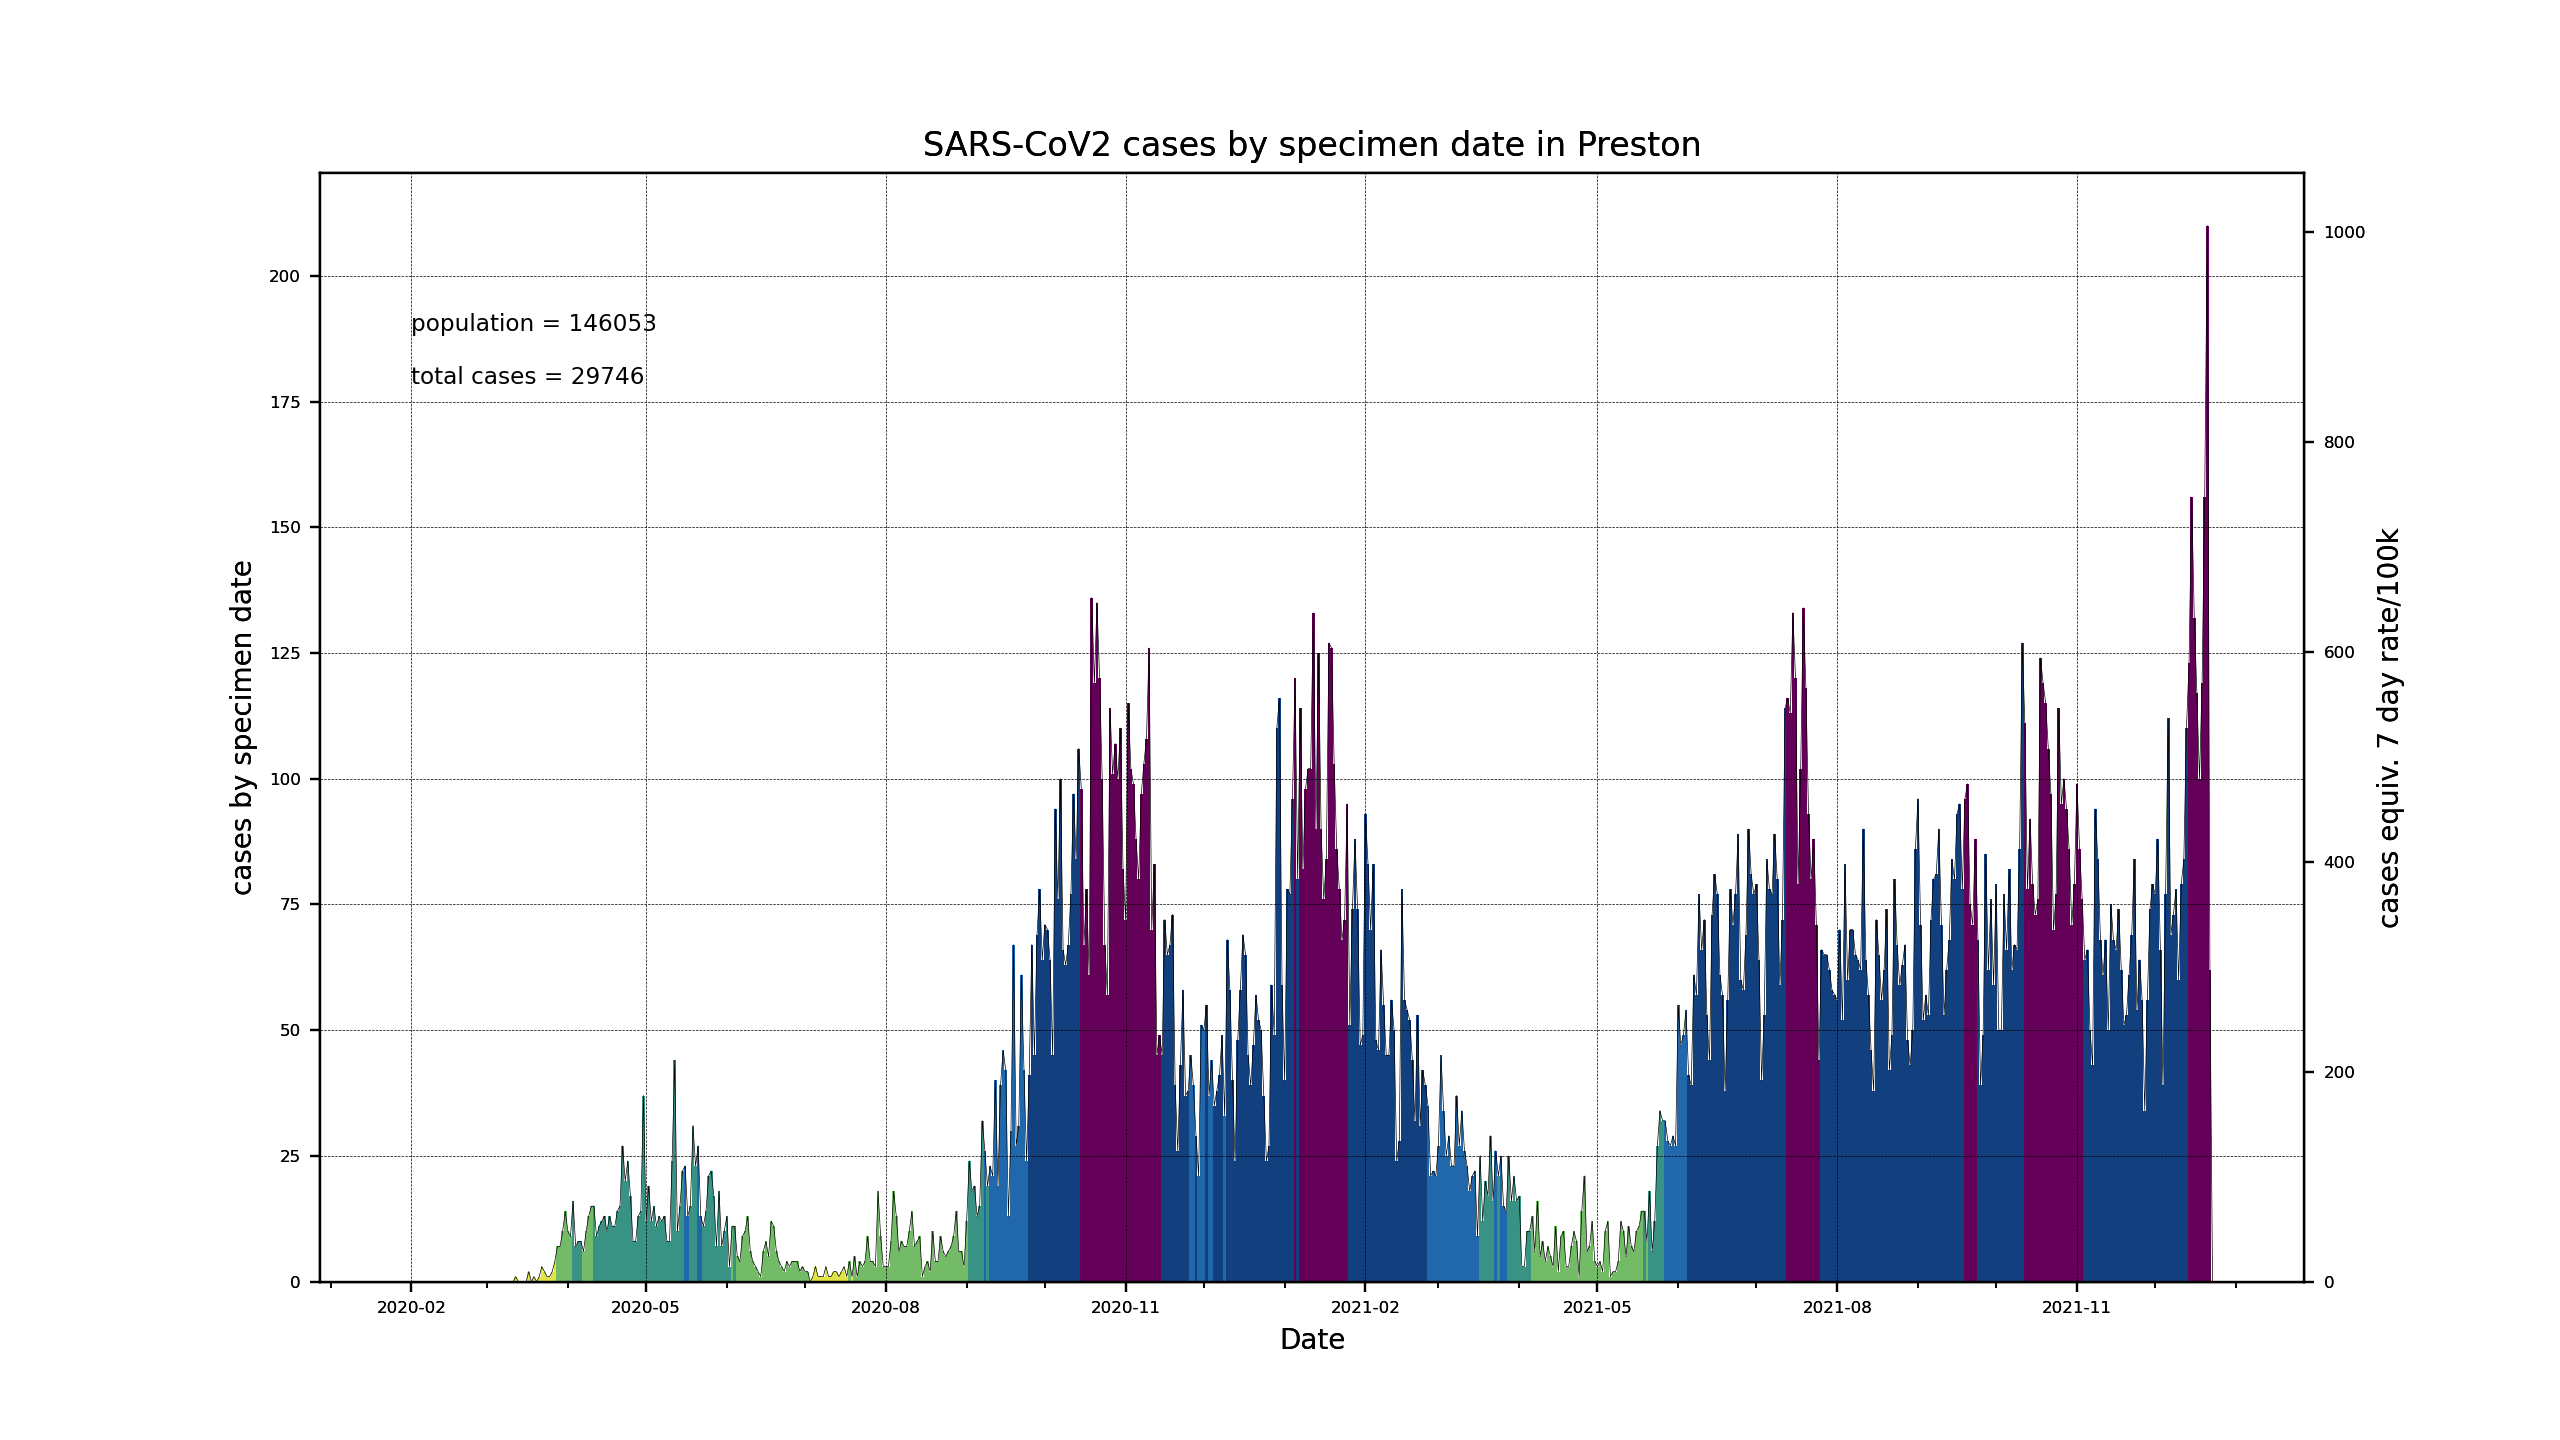 SARS-CoV2 cases by specimen date in Preston
population = 146053
total cases = 29746
cases by specimen date
200
175
150
125
100
75
50
25
0
1000
800
600
400
200
0
cases equiv. 7 day rate/100k
2020-02 2020-05 2020-08 2020-11 2021-02 2021-05 2021-08 2021-11
Date